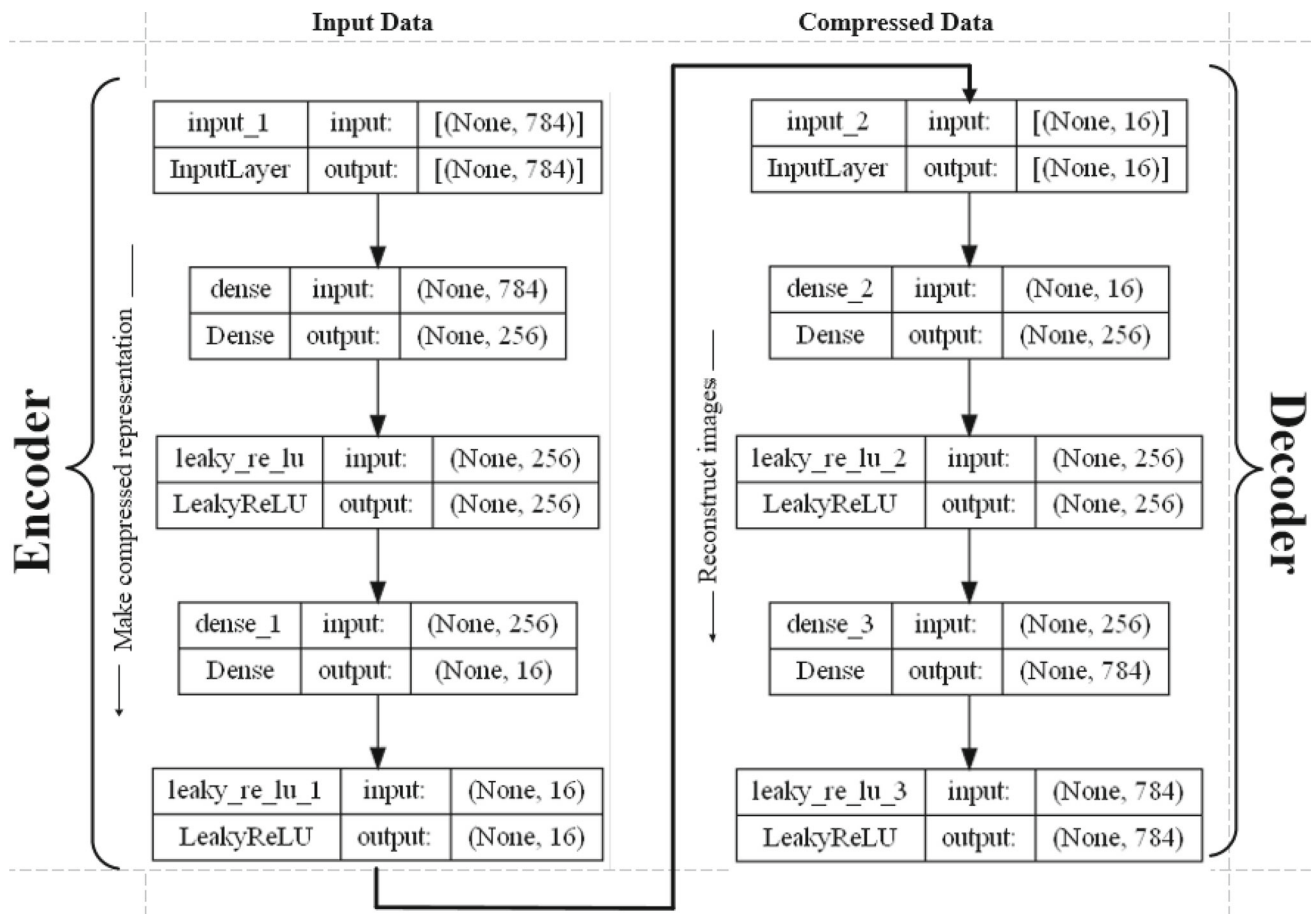 Input Data
Compressed Data
Encoder
Make compressed representation
input_1 input: [(None, 784)]
InputLayer output: [(None, 784)]
dense input: (None, 784)
Dense output: (None, 256)
leaky_re_lu input: (None, 256)
LeakyReLU output: (None, 256)
dense_1 input: (None, 256)
Dense output: (None, 16)
leaky_re_lu_1 input: (None, 16)
LeakyReLU output: (None, 16)
Reconstruct images
input_2 input: [(None, 16)]
InputLayer output: [(None, 16)]
dense_2 input: (None, 16)
Dense output: (None, 256)
leaky_re_lu_2 input: (None, 256)
LeakyReLU output: (None, 256)
dense_3 input: (None, 256)
Dense output: (None, 784)
leaky_re_lu_3 input: (None, 784)
LeakyReLU output: (None, 784)
Decoder